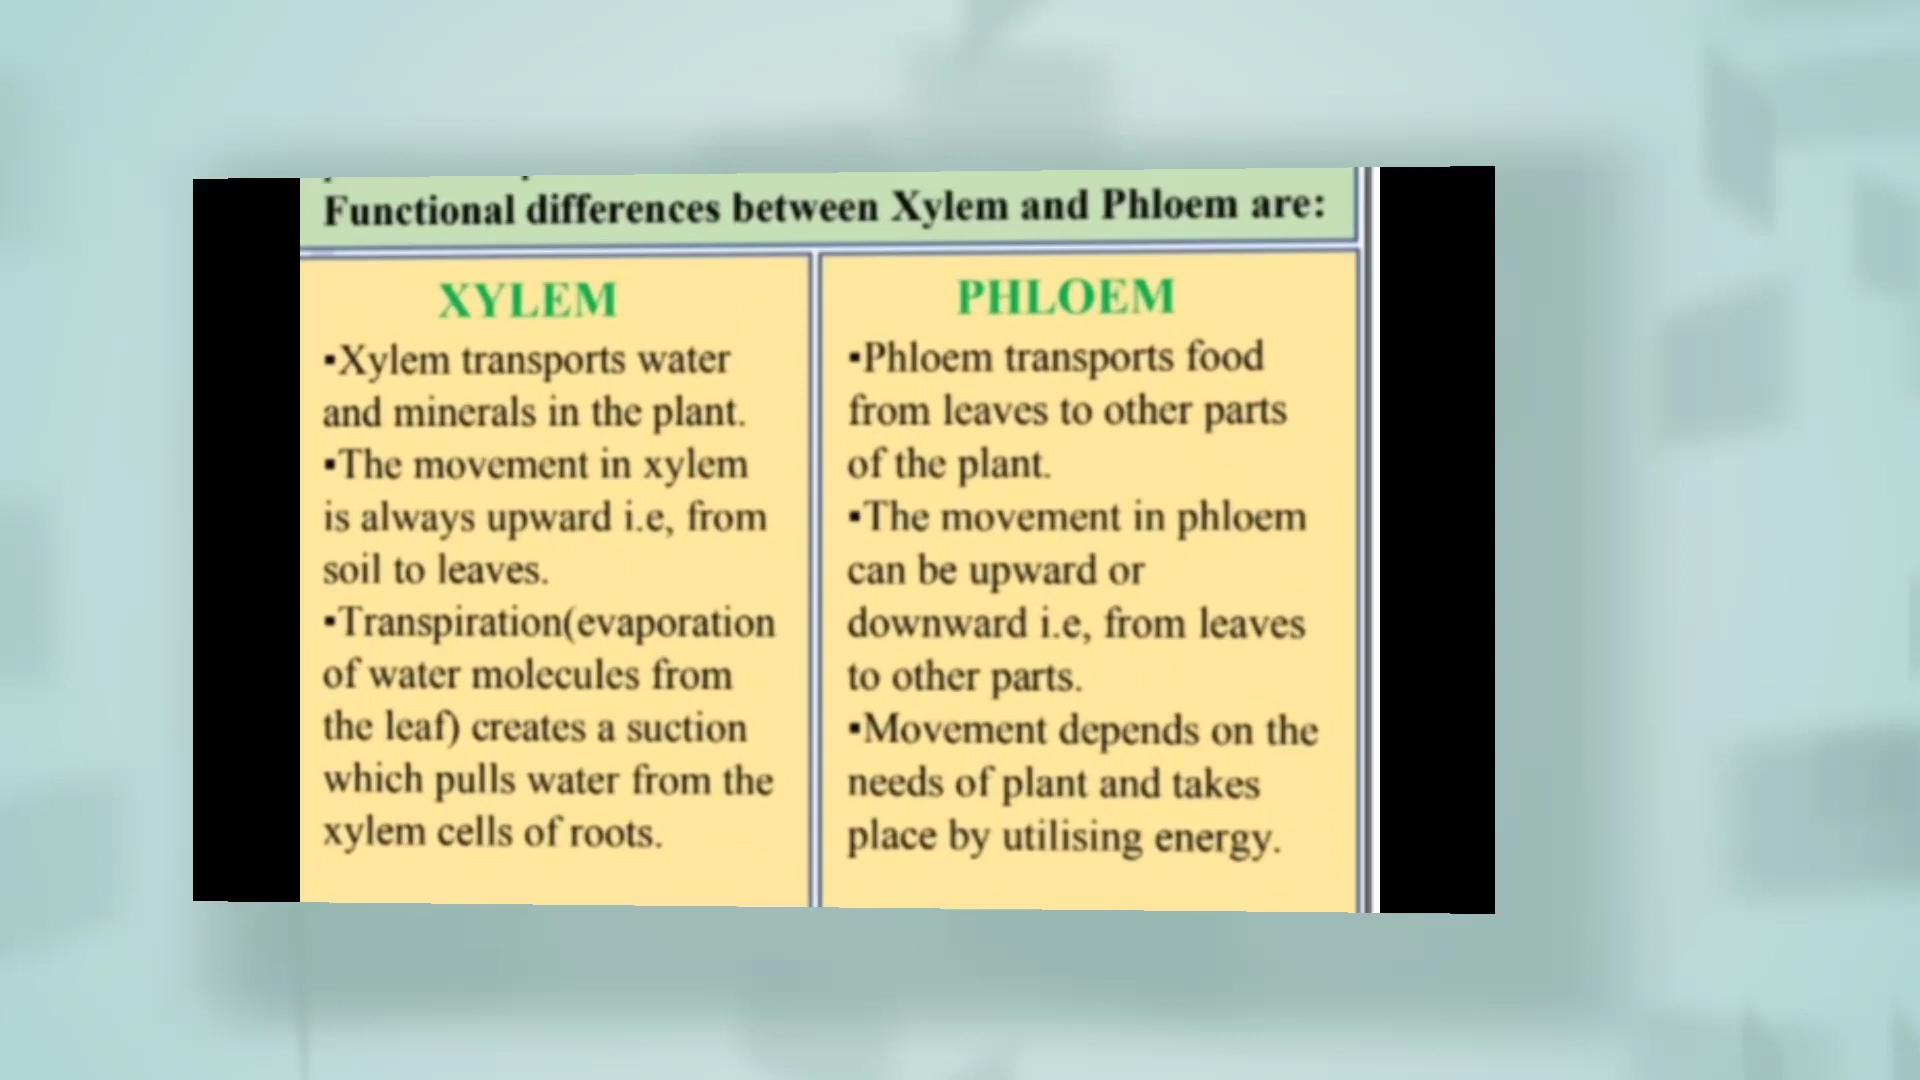 Functional differences between Xylem and Phloem are:
XYLEM
▪Xylem transports water
and minerals in the plant.
▪The movement in xylem
is always upward i.e, from
soil to leaves.
▪Transpiration(evaporation
of water molecules from
the leaf) creates a suction
which pulls water from the
xylem cells of roots.
PHLOEM
▪Phloem transports food
from leaves to other parts
of the plant.
▪The movement in phloem
can be upward or
downward i.e, from leaves
to other parts.
▪Movement depends on the
needs of plant and takes
place by utilising energy.